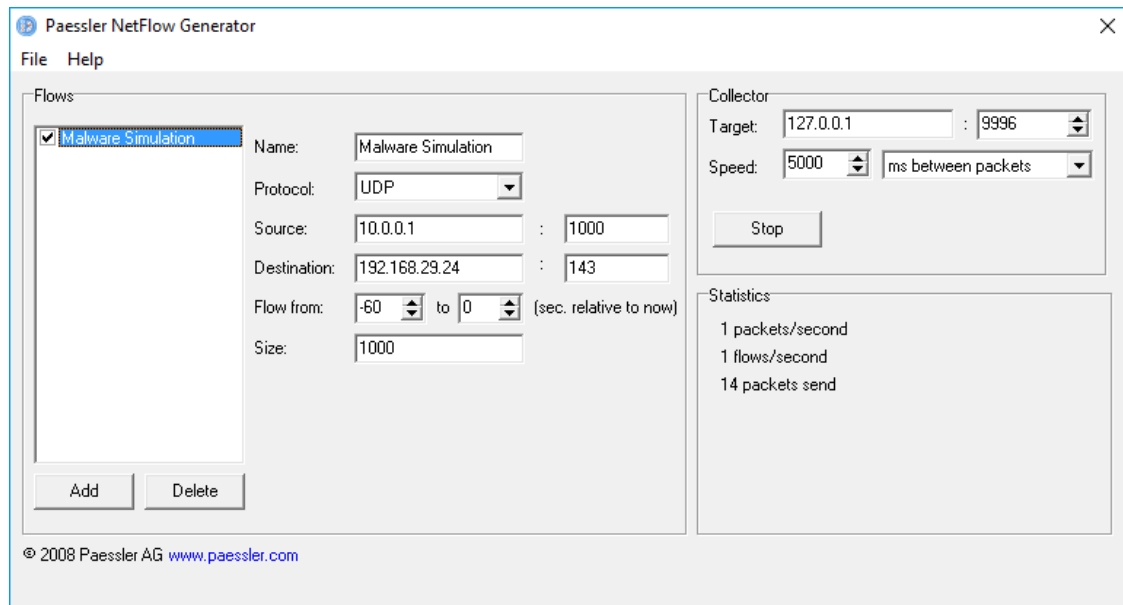 Paessler NetFlow Generator
File Help
Flows
Malware Simulation
Name: Malware Simulation
Protocol: UDP
Source: 10.0.0.1 : 1000
Destination: 192.168.29.24 : 143
Flow from: -60 to 0 (sec. relative to now)
Size: 1000
Add Delete
Collector
Target: 127.0.0.1 : 9996
Speed: 5000 ms between packets
Stop
Statistics
1 packets/second
1 flows/second
14 packets send
© 2008 Paessler AG www.paessler.com